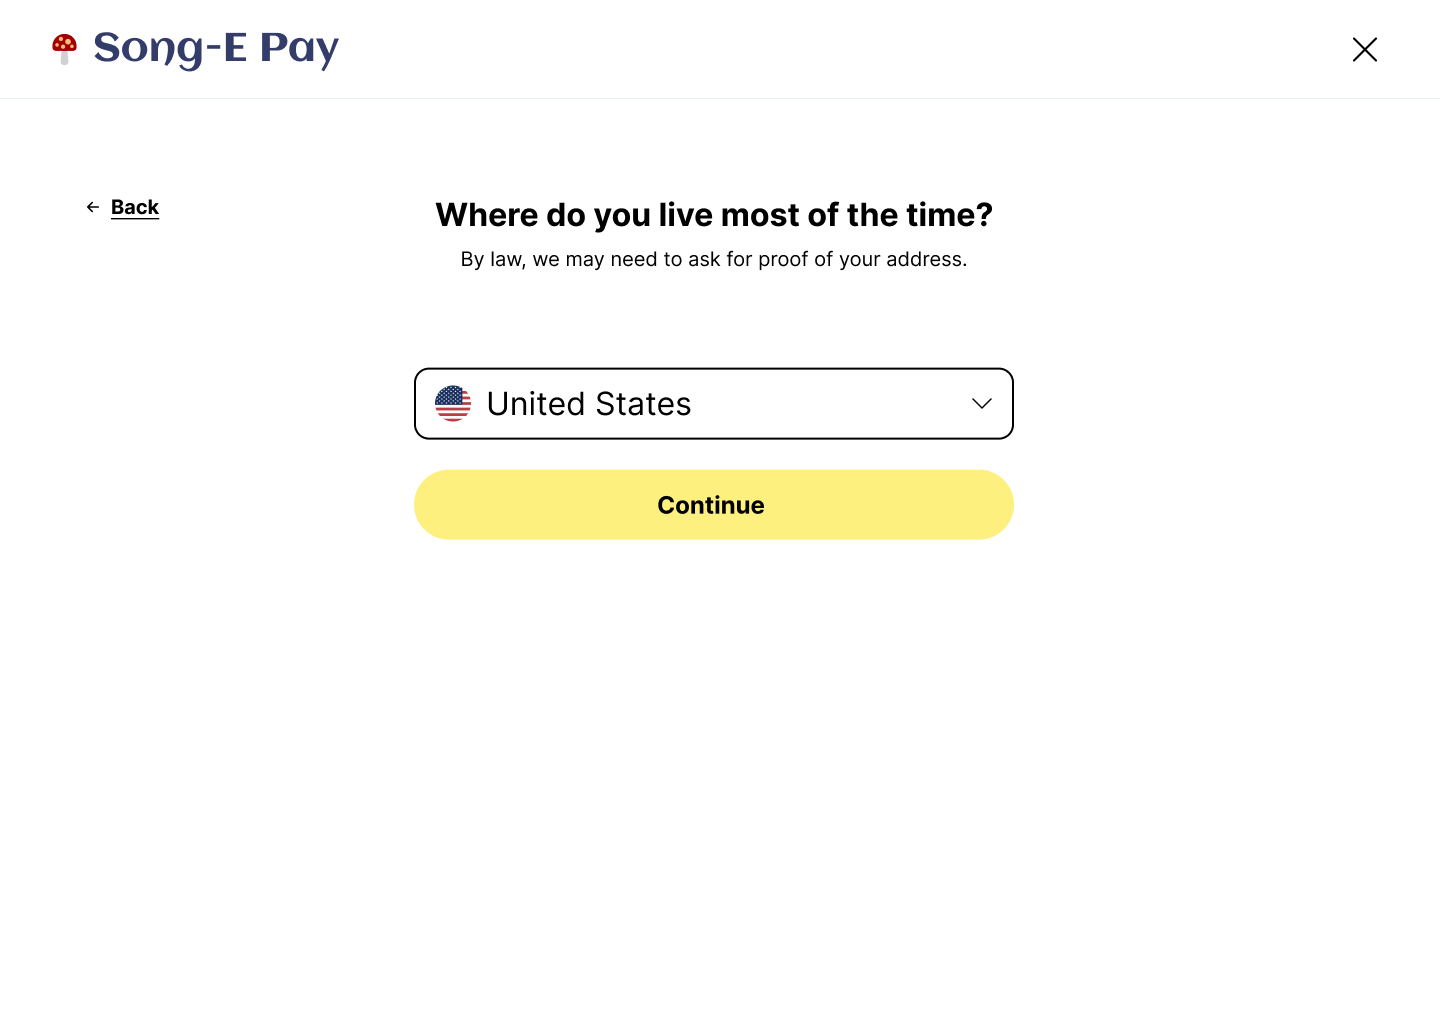 Song-E Pay
Back
Where do you live most of the time?
By law, we may need to ask for proof of your address.
United States
Continue